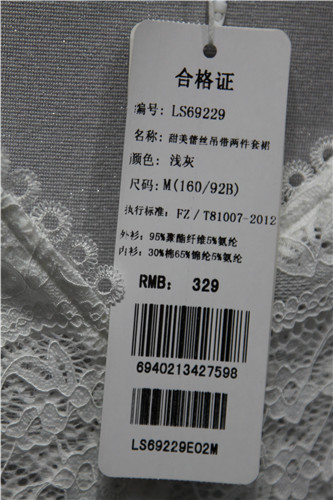 合格证
编号: LS69229
名称: 甜美蕾丝吊带两件套裙
颜色: 浅灰
尺码: M(160/92B)
执行标准: FZ/T81007-2012
外衫: 95%聚酯纤维5%氨纶
内衫: 30%棉65%锦纶5%氨纶
RMB: 329
6940213427598
LS69229E02M